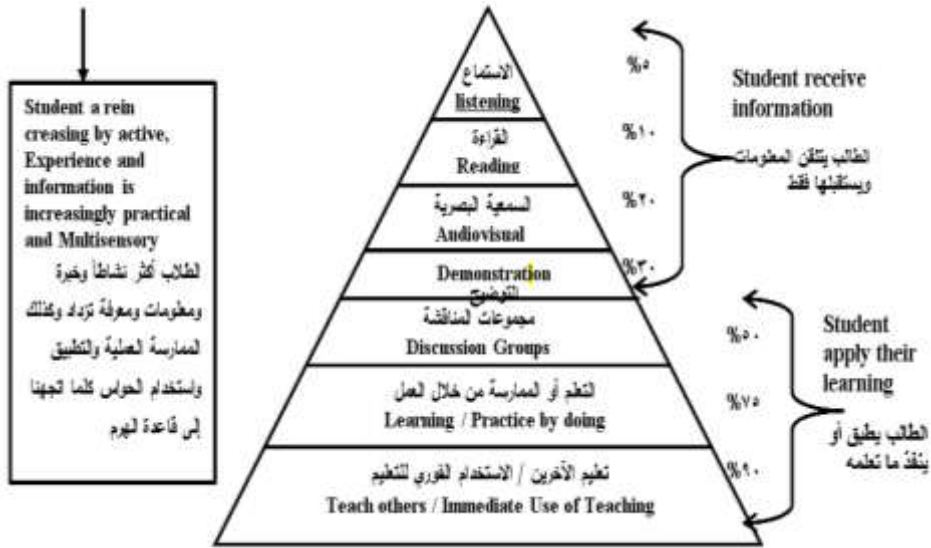 Student a rein
creasing by active,
Experience and
information is
increasingly practical
and Multisensory
الطلاب أكثر نشاطاً وخبرة
ومعلومات ومعرفة تزداد وكذلك
الممارسة العملية والتطبيق
واستخدام الحواس كلما اتجهنا
إلى قاعدة الهرم
الاستماع
listening
القراءة
Reading
السمعية البصرية
Audiovisual
Demonstration
التوضيح
مجموعات المناقشة
Discussion Groups
التعلم أو الممارسة من خلال العمل
Learning / Practice by doing
تعليم الآخرين / الاستخدام الفوري للتعليم
Teach others / Immediate Use of Teaching
%٥
%١٠
%٢٠
%٣٠
%٥٠
%٧٥
%٩٠
Student receive
information
الطالب يتلقن المعلومات
ويستقبلها فقط
Student
apply their
learning
الطالب يطبق أو
ينفذ ما تعلمه